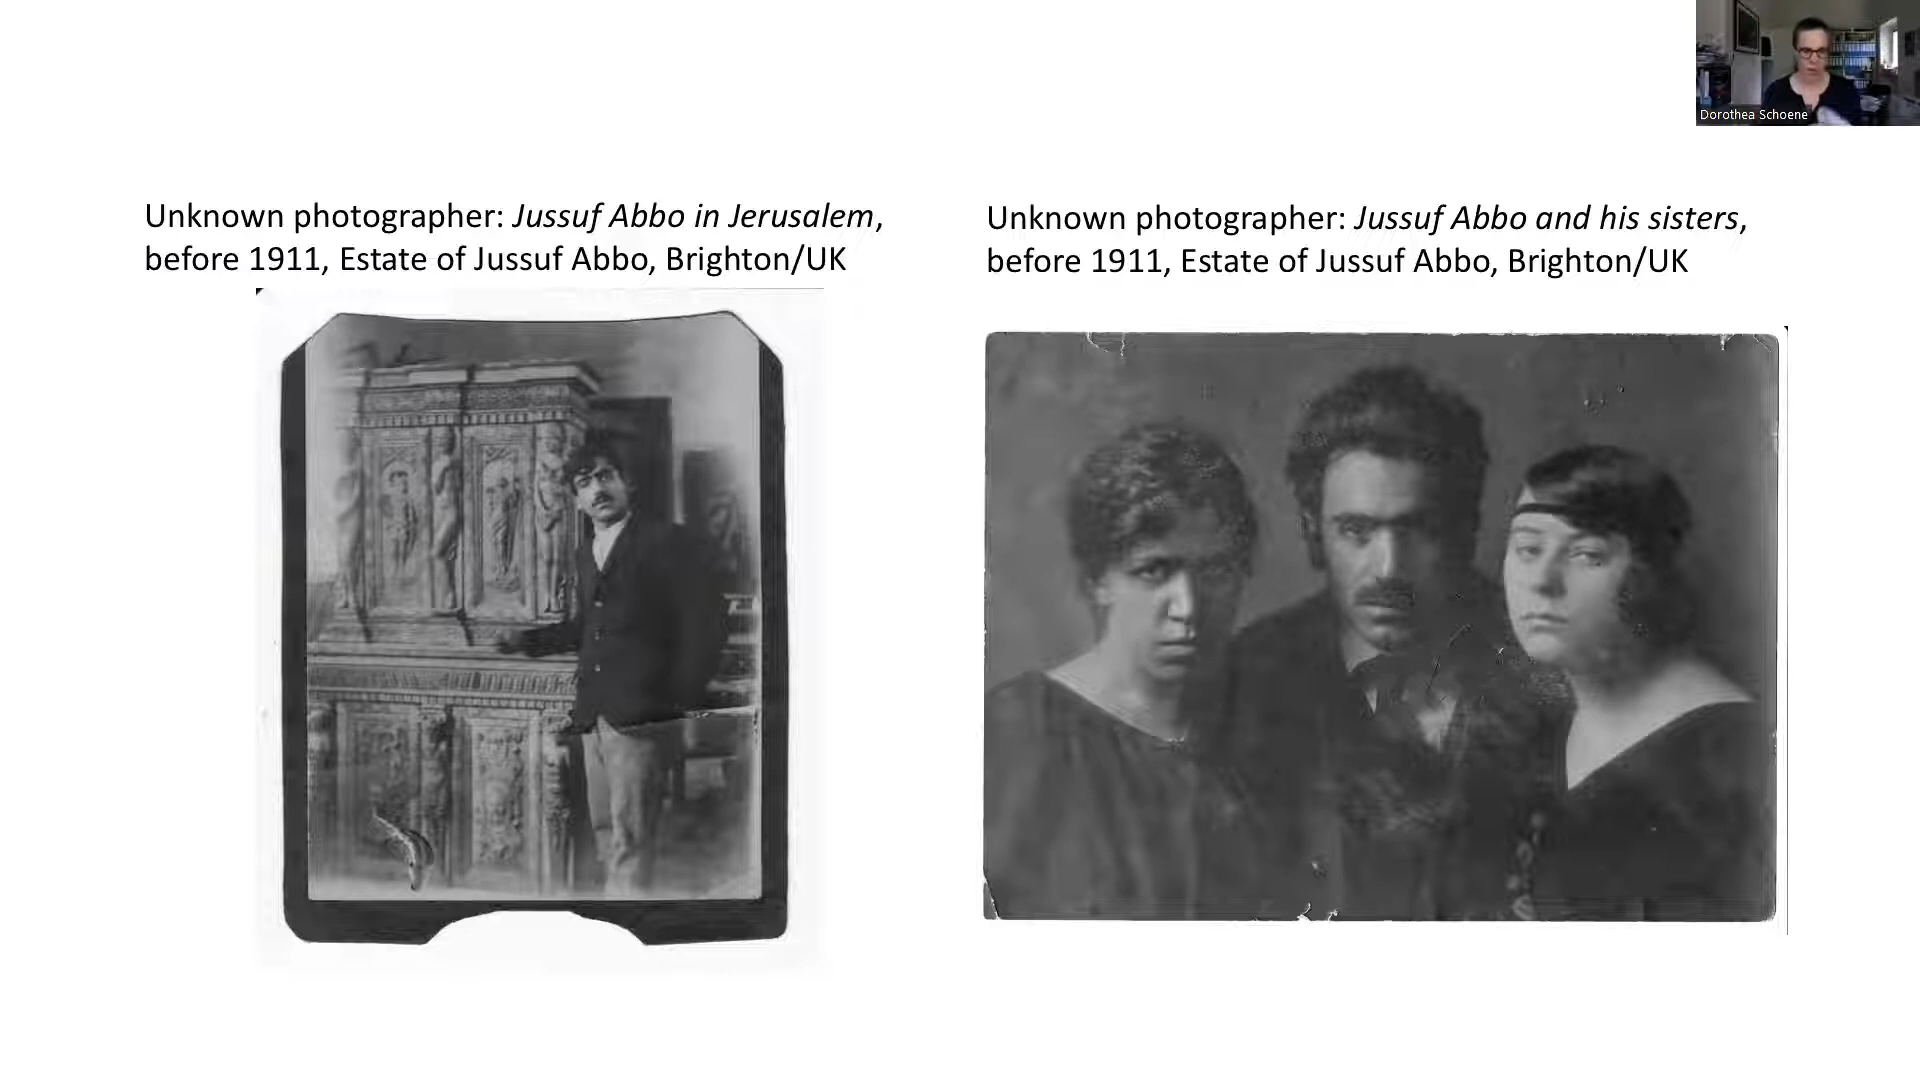 Dorothea Schoene
Unknown photographer: Jussuf Abbo in Jerusalem,
before 1911, Estate of Jussuf Abbo, Brighton/UK
Unknown photographer: Jussuf Abbo and his sisters,
before 1911, Estate of Jussuf Abbo, Brighton/UK